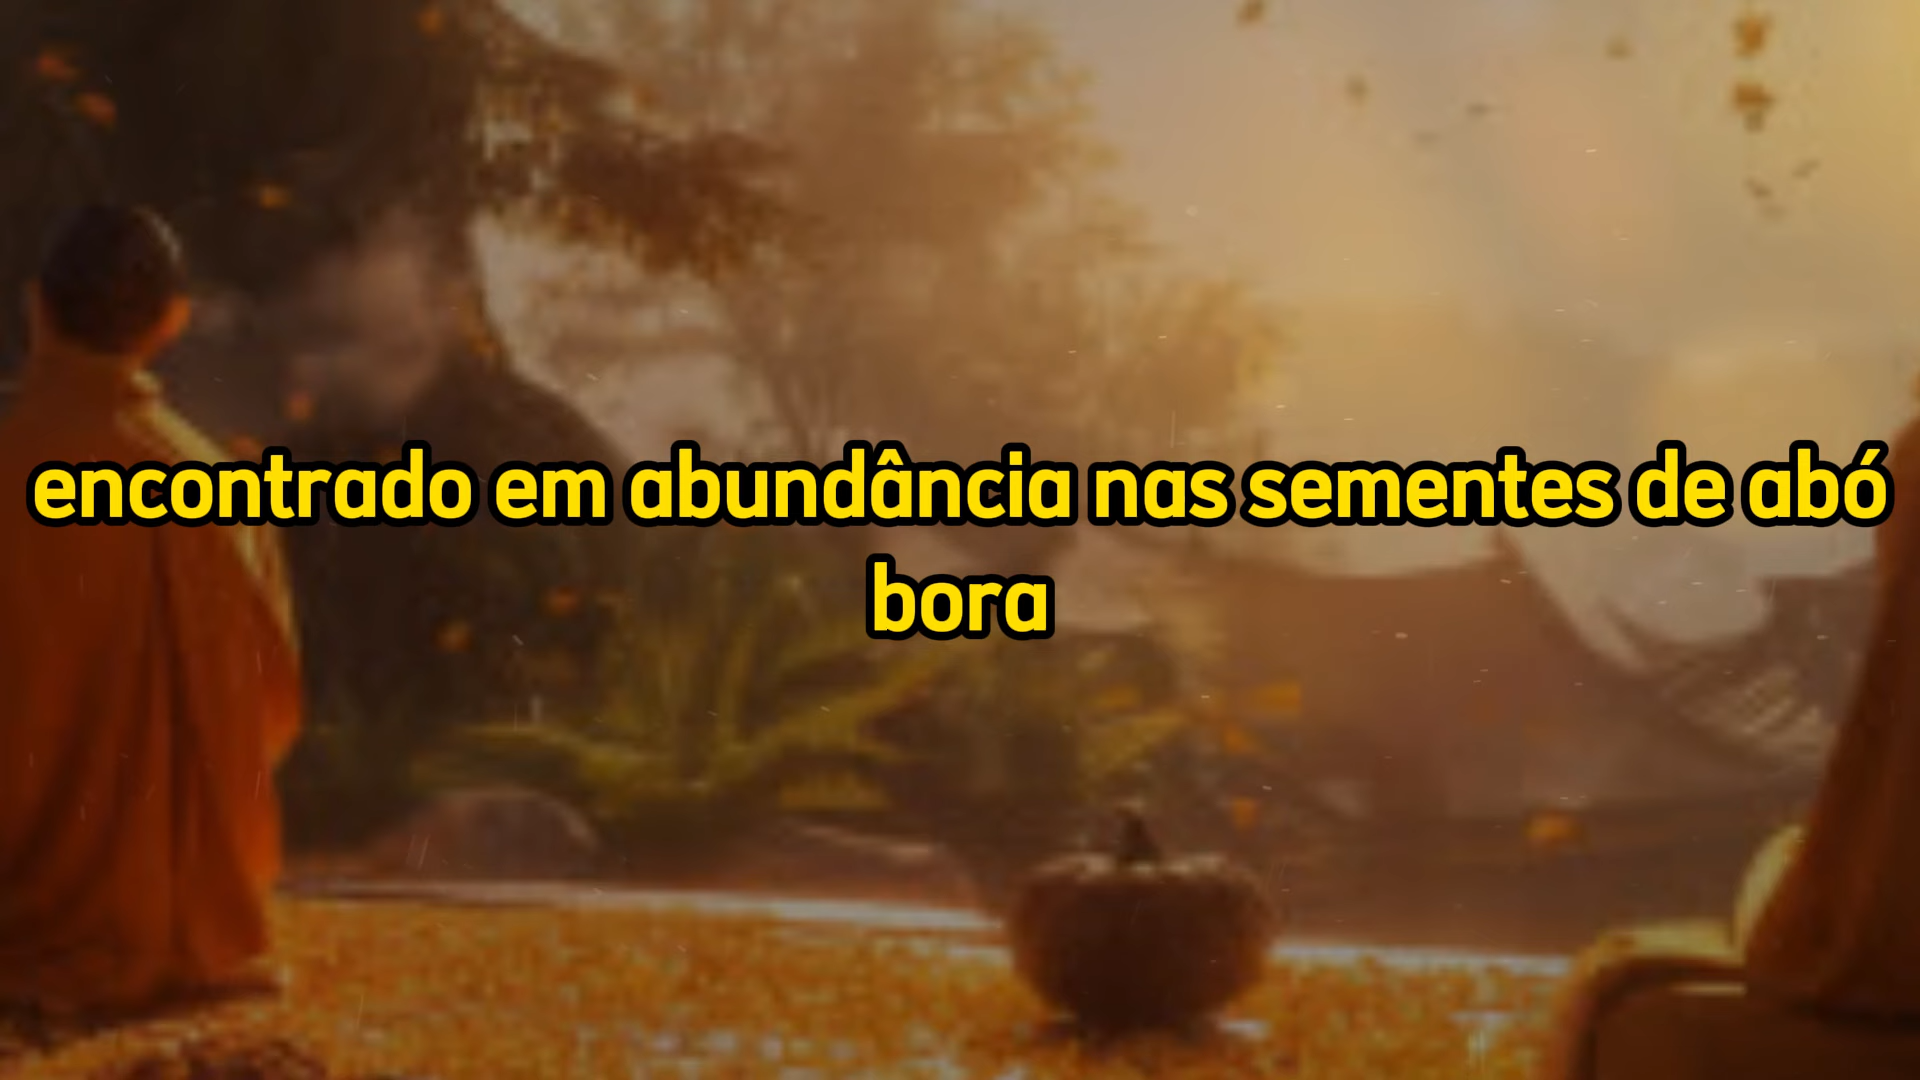 encontrado em abundância nas sementes de abó
bora